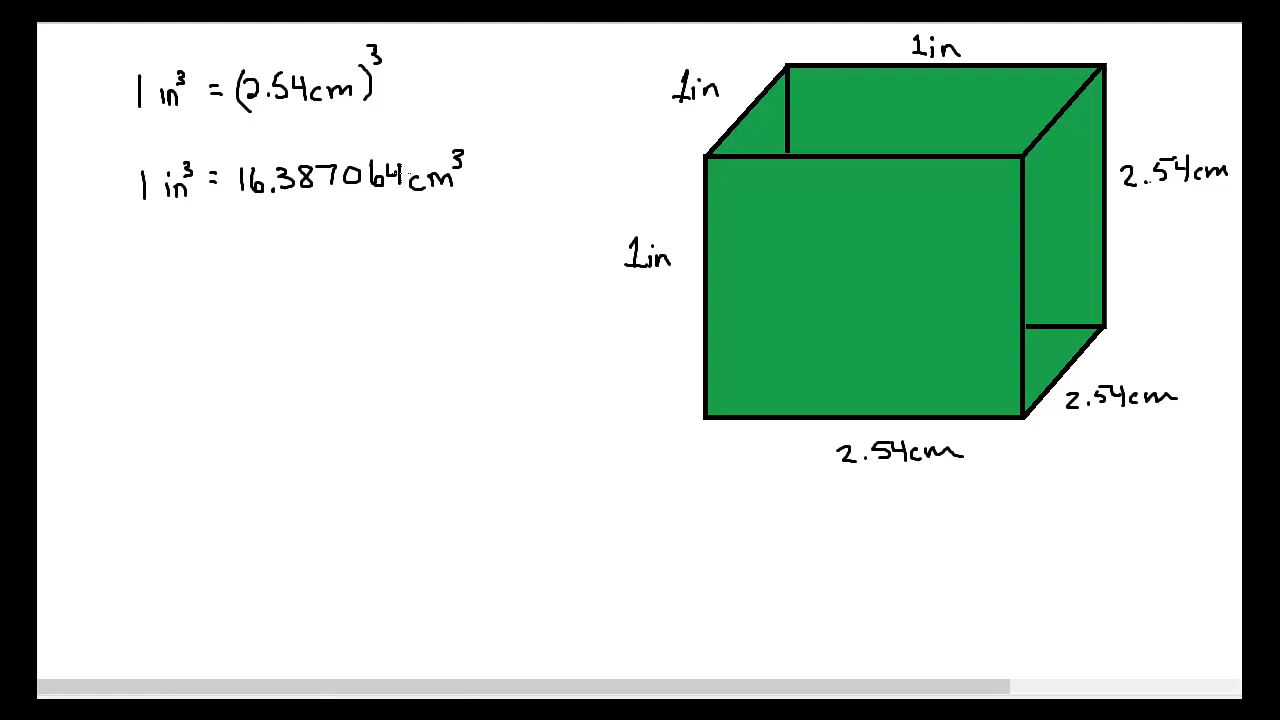 1 in³ = (2.54cm)³
1 in³ = 16.387064cm³
1in
1in
1in
2.54cm
2.54cm
2.54cm